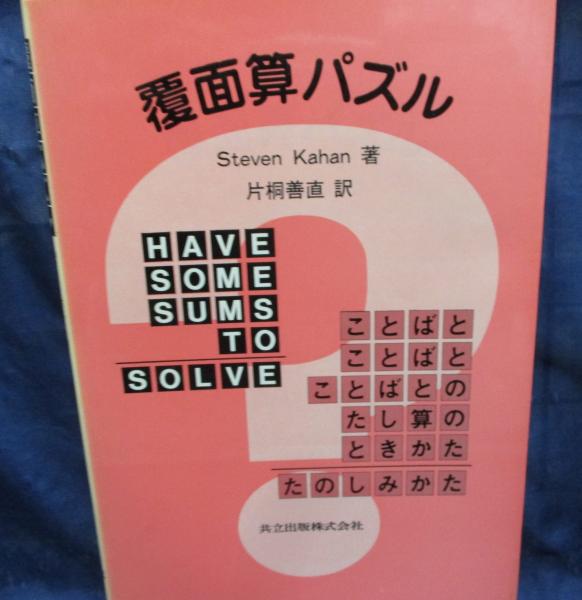 覆面算パズル
Steven Kahan 著
片桐善直 訳
HAVE
SOME
SUMS
TO
SOLVE
ことばと
ことばと
ことばとの
たし算の
ときかた
たのしみかた
共立出版株式会社